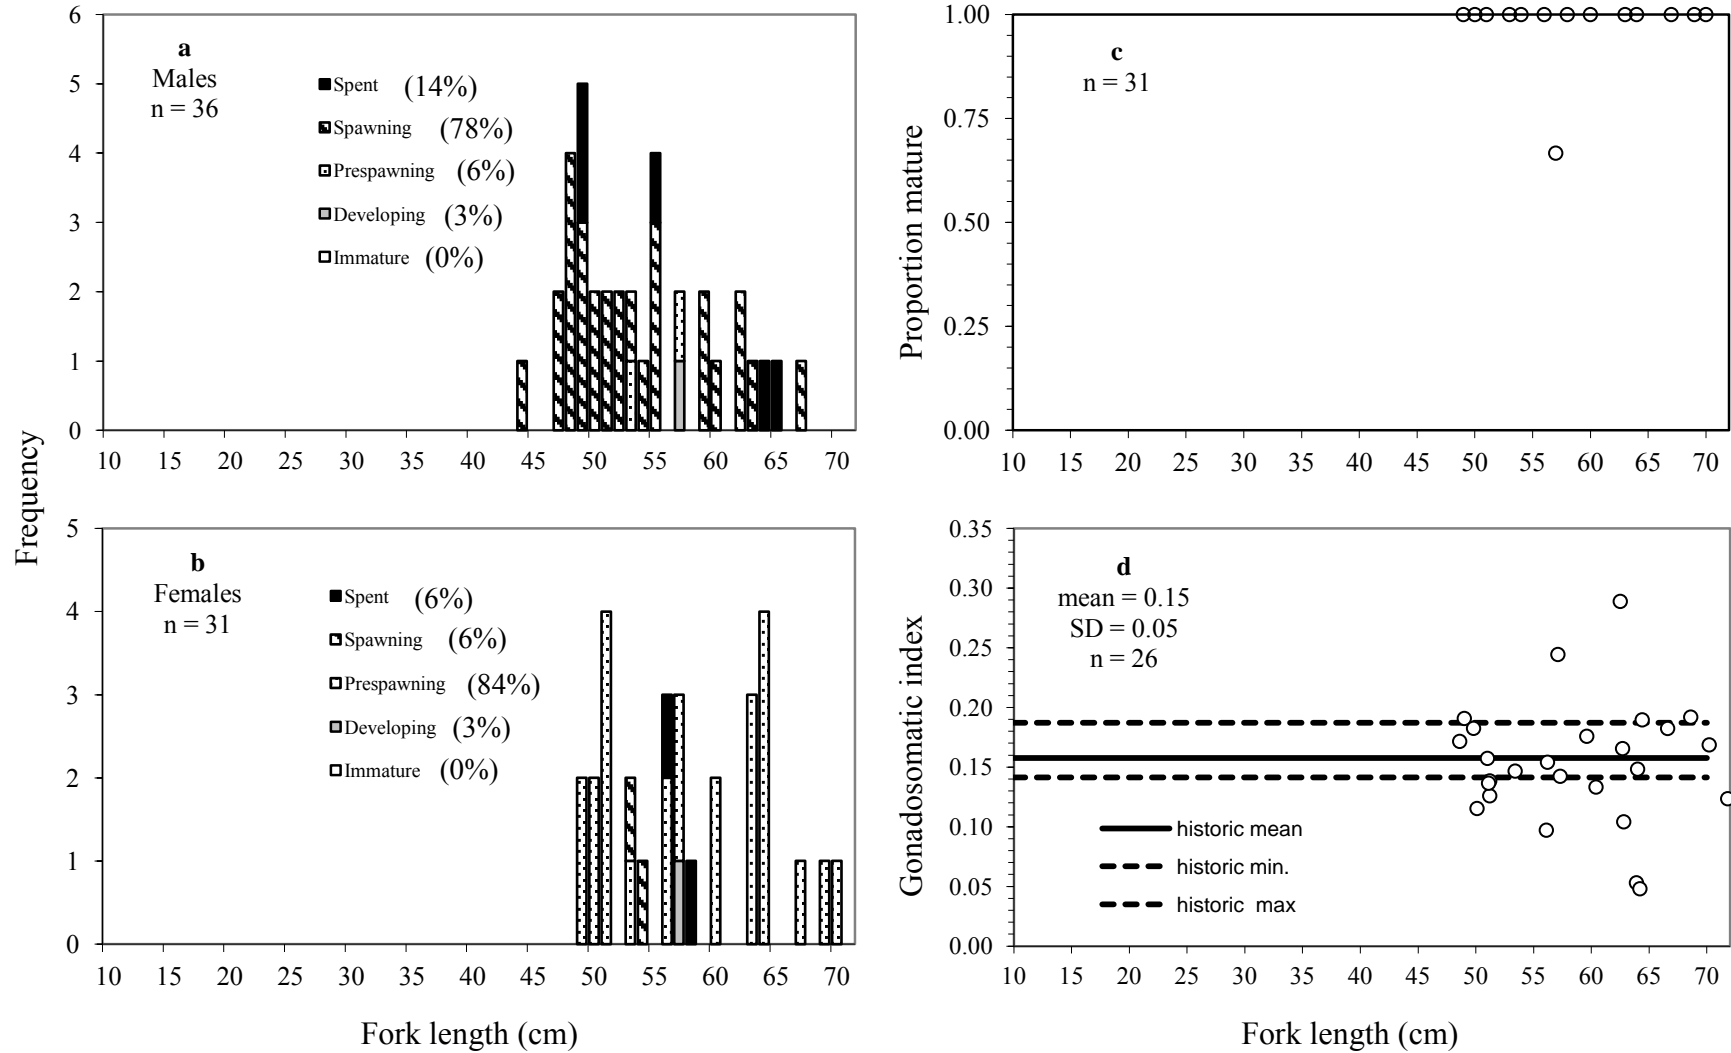 a
Males
n = 36
Spent (14%)
Spawning (78%)
Prespawning (6%)
Developing (3%)
Immature (0%)
6
5
4
3
2
1
0
10 15 20 25 30 35 40 45 50 55 60 65 70
Frequency
b
Females
n = 31
Spent (6%)
Spawning (6%)
Prespawning (84%)
Developing (3%)
Immature (0%)
5
4
3
2
1
0
10 15 20 25 30 35 40 45 50 55 60 65 70
Fork length (cm)
c
n = 31
Proportion mature
1.00
0.75
0.50
0.25
0.00
10 15 20 25 30 35 40 45 50 55 60 65 70
d
mean = 0.15
SD = 0.05
n = 26
Gonadosomatic index
0.35
0.30
0.25
0.20
0.15
0.10
0.05
0.00
historic mean
historic min.
historic max
10 15 20 25 30 35 40 45 50 55 60 65 70
Fork length (cm)